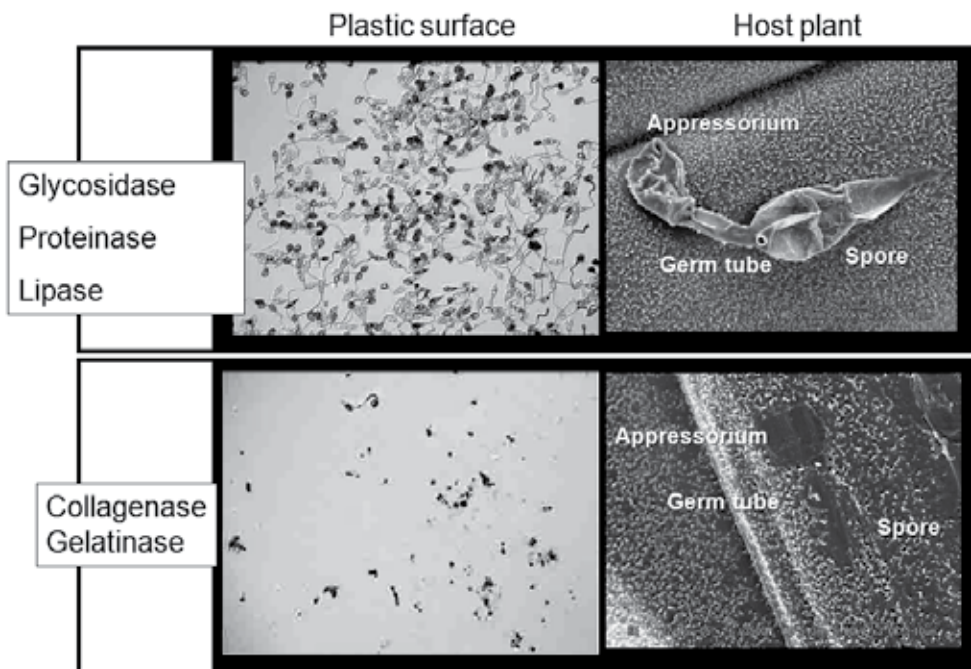 Plastic surface
Host plant
Glycosidase
Proteinase
Lipase
Appressorium
Germ tube
Spore
Collagenase
Gelatinase
Appressorium
Germ tube
Spore